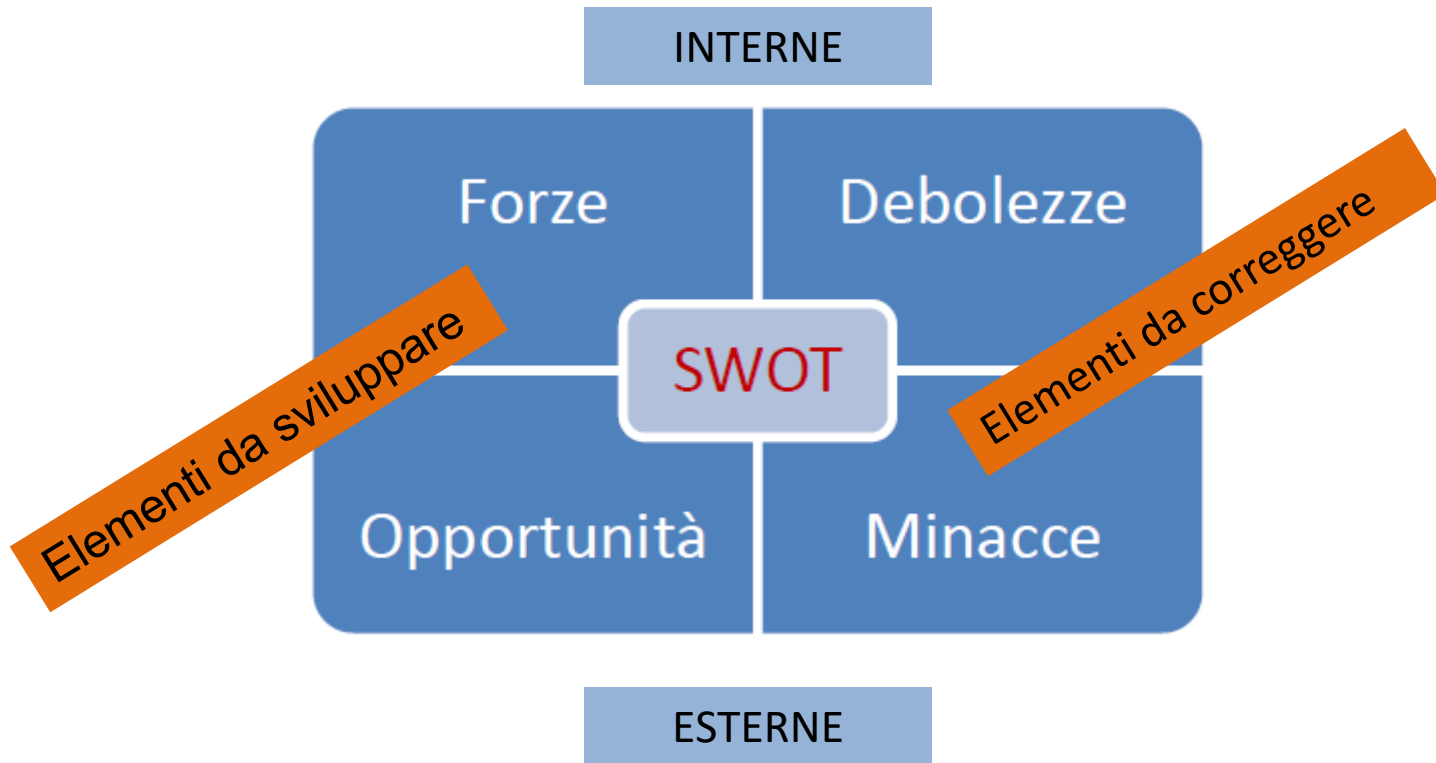 INTERNE
Forze
Debolezze
Elementi da sviluppare
SWOT
Elementi da correggere
Opportunità
Minacce
ESTERNE